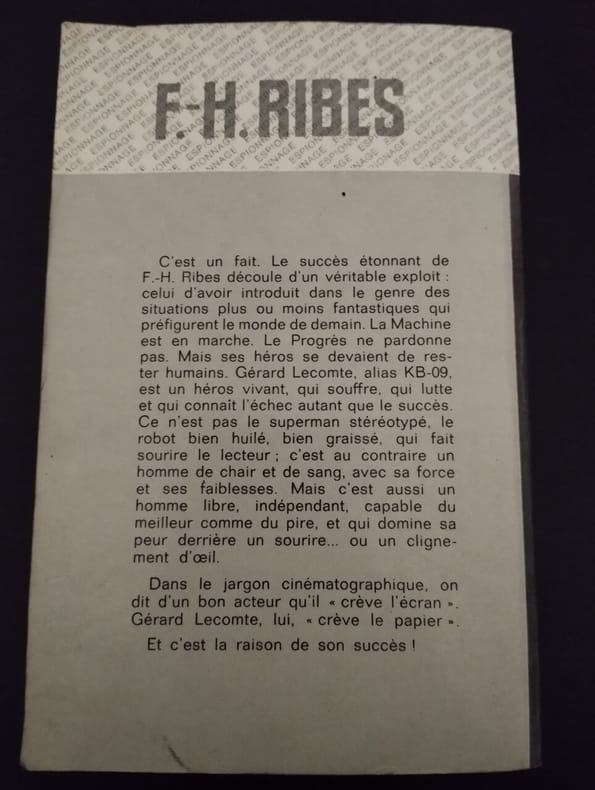 F.-H. RIBES
C'est un fait. Le succès étonnant de
F.-H. Ribes découle d'un véritable exploit :
celui d'avoir introduit dans le genre des
situations plus ou moins fantastiques qui
préfigurent le monde de demain. La Machine
est en marche. Le Progrès ne pardonne
pas. Mais ses héros se devaient de res-
ter humains. Gérard Lecomte, alias KB-09,
est un héros vivant, qui souffre, qui lutte
et qui connaît l'échec autant que le succès.
Ce n'est pas le superman stéréotypé, le
robot bien huilé, bien graissé, qui fait
sourire le lecteur ; c'est au contraire un
homme de chair et de sang, avec sa force
et ses faiblesses. Mais c'est aussi un
homme libre, indépendant, capable du
meilleur comme du pire, et qui domine sa
peur derrière un sourire... ou un cligne-
ment d'œil.
Dans le jargon cinématographique, on
dit d'un bon acteur qu'il « crève l'écran ».
Gérard Lecomte, lui, « crève le papier ».
Et c'est la raison de son succès !